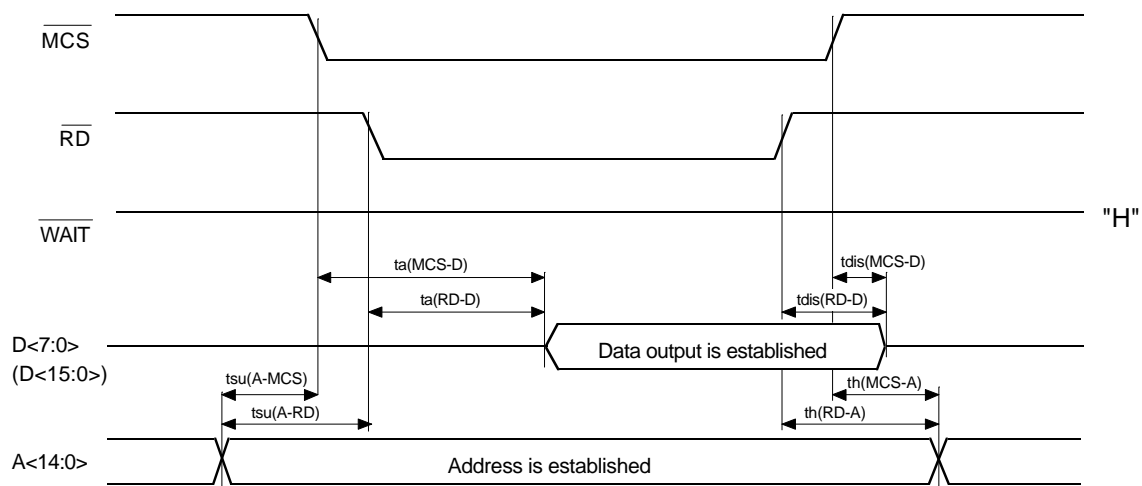 MCS
RD
WAIT
"H"
ta(MCS-D)
tdis(MCS-D)
ta(RD-D)
tdis(RD-D)
D<7:0>
(D<15:0>)
Data output is established
tsu(A-MCS)
th(MCS-A)
tsu(A-RD)
th(RD-A)
A<14:0>
Address is established